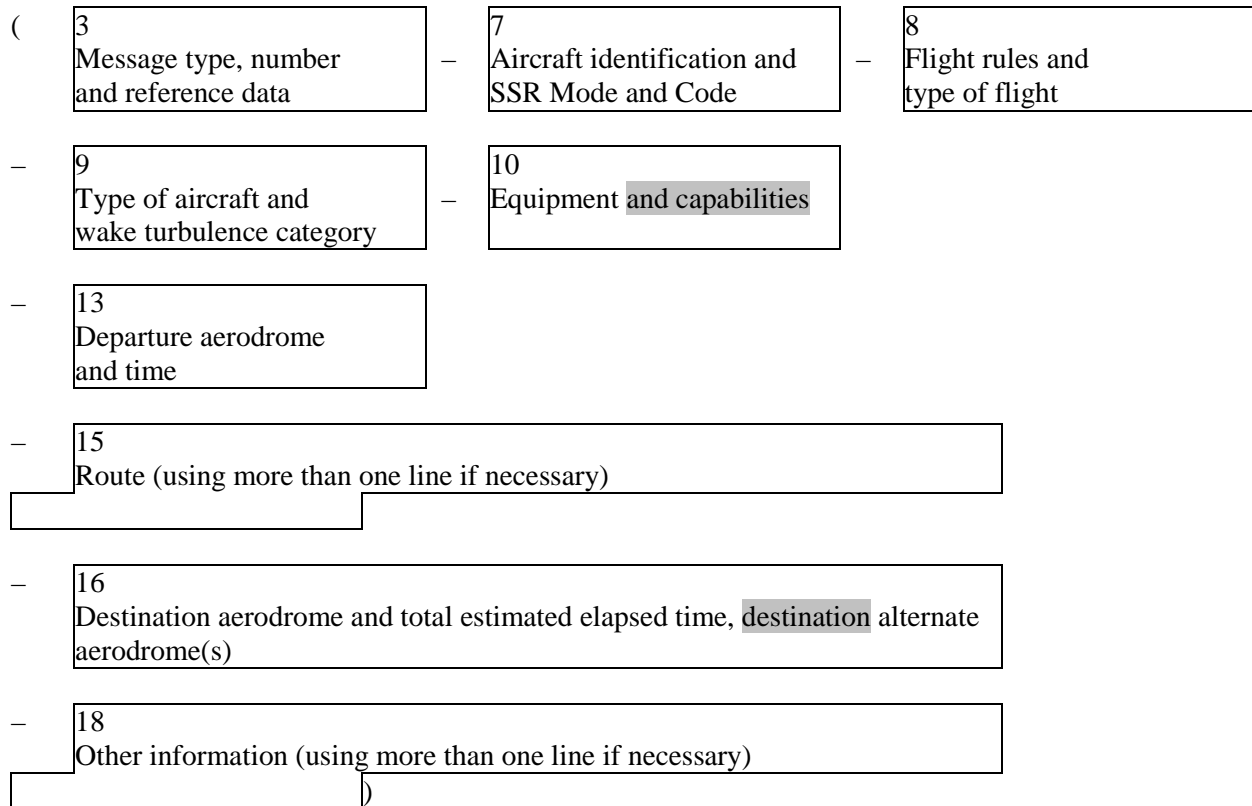 ( 3 7 8
Message type, number – Aircraft identification and – Flight rules and
and reference data SSR Mode and Code type of flight
– 9 10
Type of aircraft and – Equipment and capabilities
wake turbulence category
– 13
Departure aerodrome
and time
– 15
Route (using more than one line if necessary)
– 16
Destination aerodrome and total estimated elapsed time, destination alternate
aerodrome(s)
– 18
Other information (using more than one line if necessary)
)